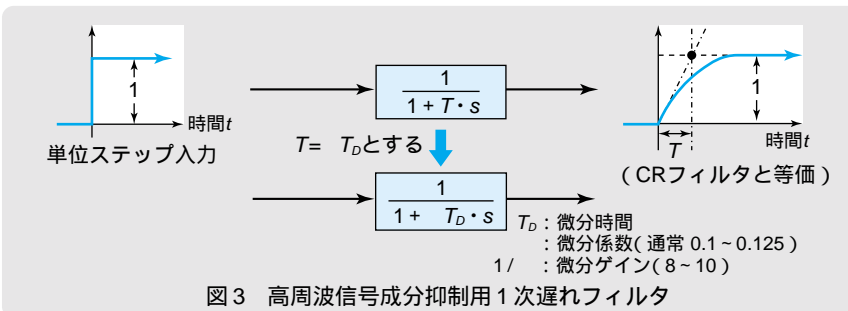 1
時間t
単位ステップ入力
1
1 + T・s
T= TDとする
1
1 + TD・s
1
T
時間t
(CRフィルタと等価)
TD:微分時間
:微分係数(通常 0.1~0.125)
1/ :微分ゲイン(8~10)
図3 高周波信号成分抑制用1次遅れフィルタ